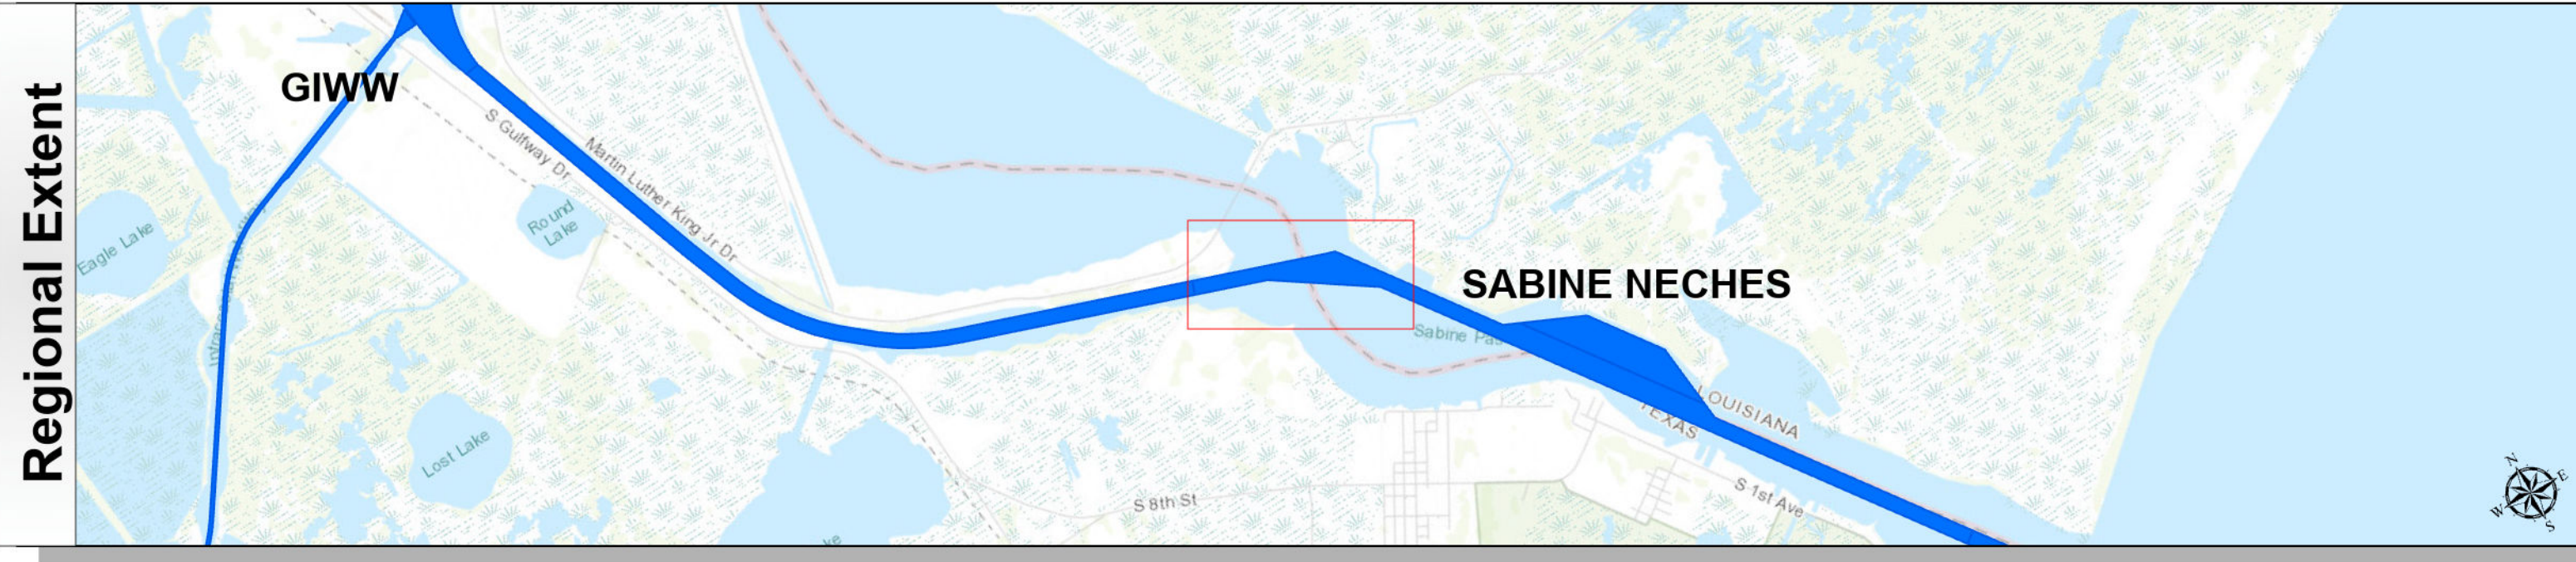 Regional Extent
GIWW
S Gulfway Dr
Martin Luther King Jr Dr
Round
Lake
Eagle Lake
Lost Lake
SABINE NECHES
Sabine
LOUISIANA
TEXAS
S 8th St
S 1st Ave
N
E
W
S